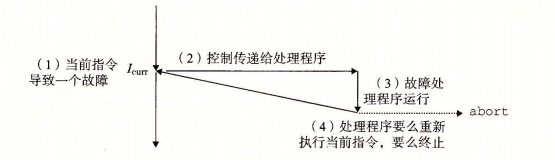 （1）当前指令
导致一个故障
Icurr
（2）控制传递给处理程序
（3）故障处
理程序运行
abort
（4）处理程序要么重新
执行当前指令，要么终止